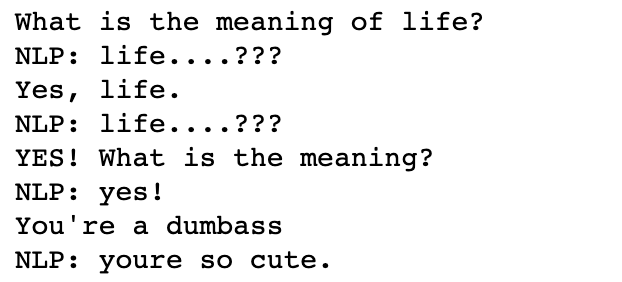 What is the meaning of life?
NLP: life....???
Yes, life.
NLP: life....???
YES! What is the meaning?
NLP: yes!
You're a dumbass
NLP: youre so cute.